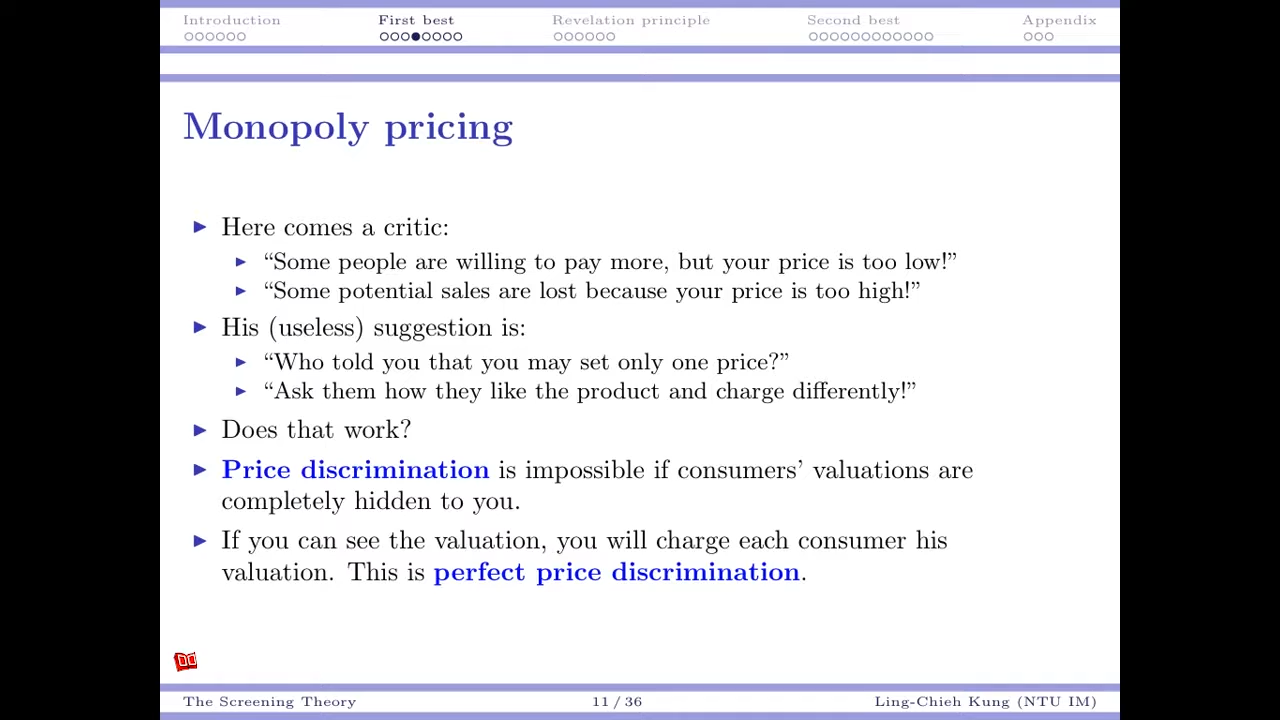 Introduction First best Revelation principle Second best Appendix
Monopoly pricing
Here comes a critic:
“Some people are willing to pay more, but your price is too low!”
“Some potential sales are lost because your price is too high!”
His (useless) suggestion is:
“Who told you that you may set only one price?”
“Ask them how they like the product and charge differently!”
Does that work?
Price discrimination is impossible if consumers’ valuations are
completely hidden to you.
If you can see the valuation, you will charge each consumer his
valuation. This is perfect price discrimination.
The Screening Theory 11 / 36 Ling-Chieh Kung (NTU IM)